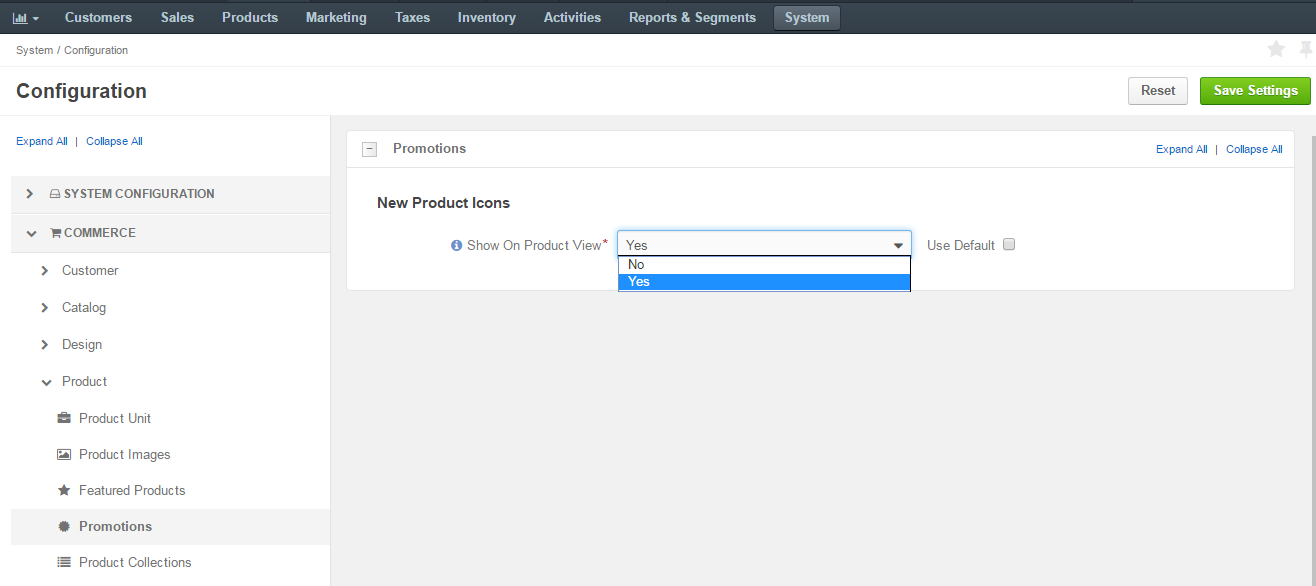 Customers Sales Products Marketing Taxes Inventory Activities Reports & Segments System
System / Configuration
Configuration
Reset Save Settings
Expand All | Collapse All
SYSTEM CONFIGURATION
COMMERCE
Customer
Catalog
Design
Product
Product Unit
Product Images
Featured Products
Promotions
Product Collections
Promotions Expand All | Collapse All
New Product Icons
Show On Product View* Yes Use Default
No
Yes